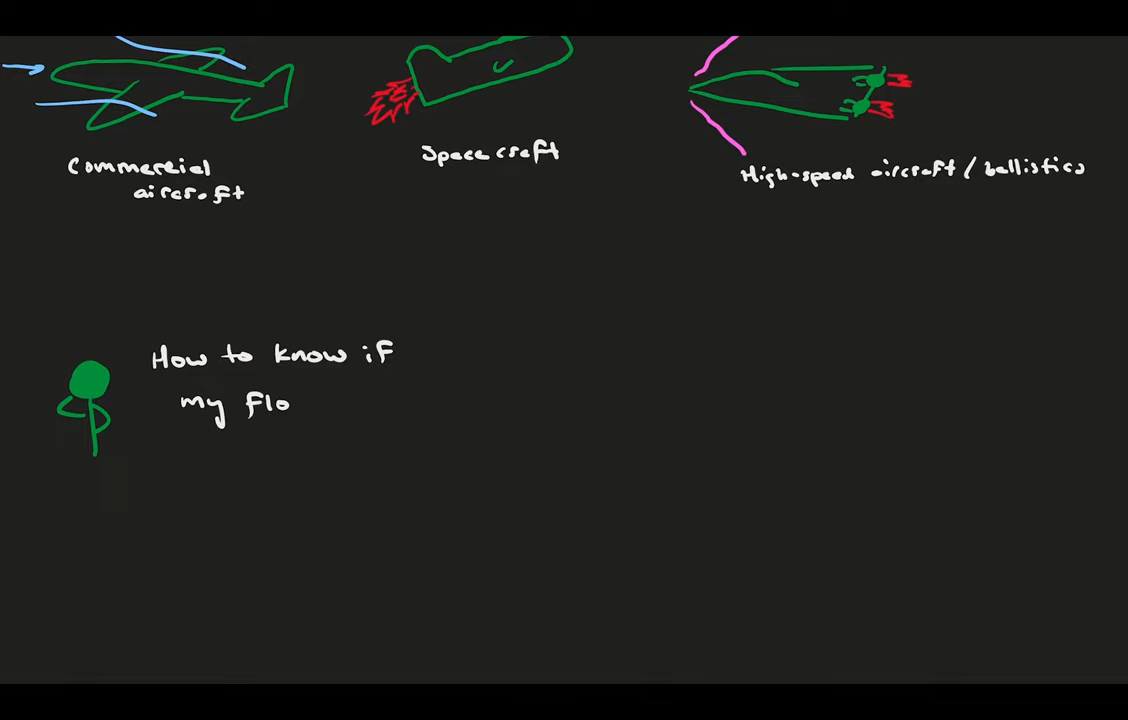 Commercial
aircraft
Spacecraft
High-speed aircraft / ballistics
How to know if
my flo